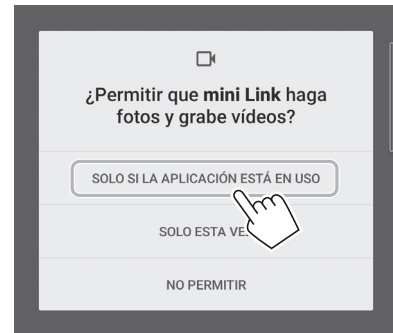 ¿Permitir que mini Link haga
fotos y grabe vídeos?
SOLO SI LA APLICACIÓN ESTÁ EN USO
SOLO ESTA
NO PERMITIR